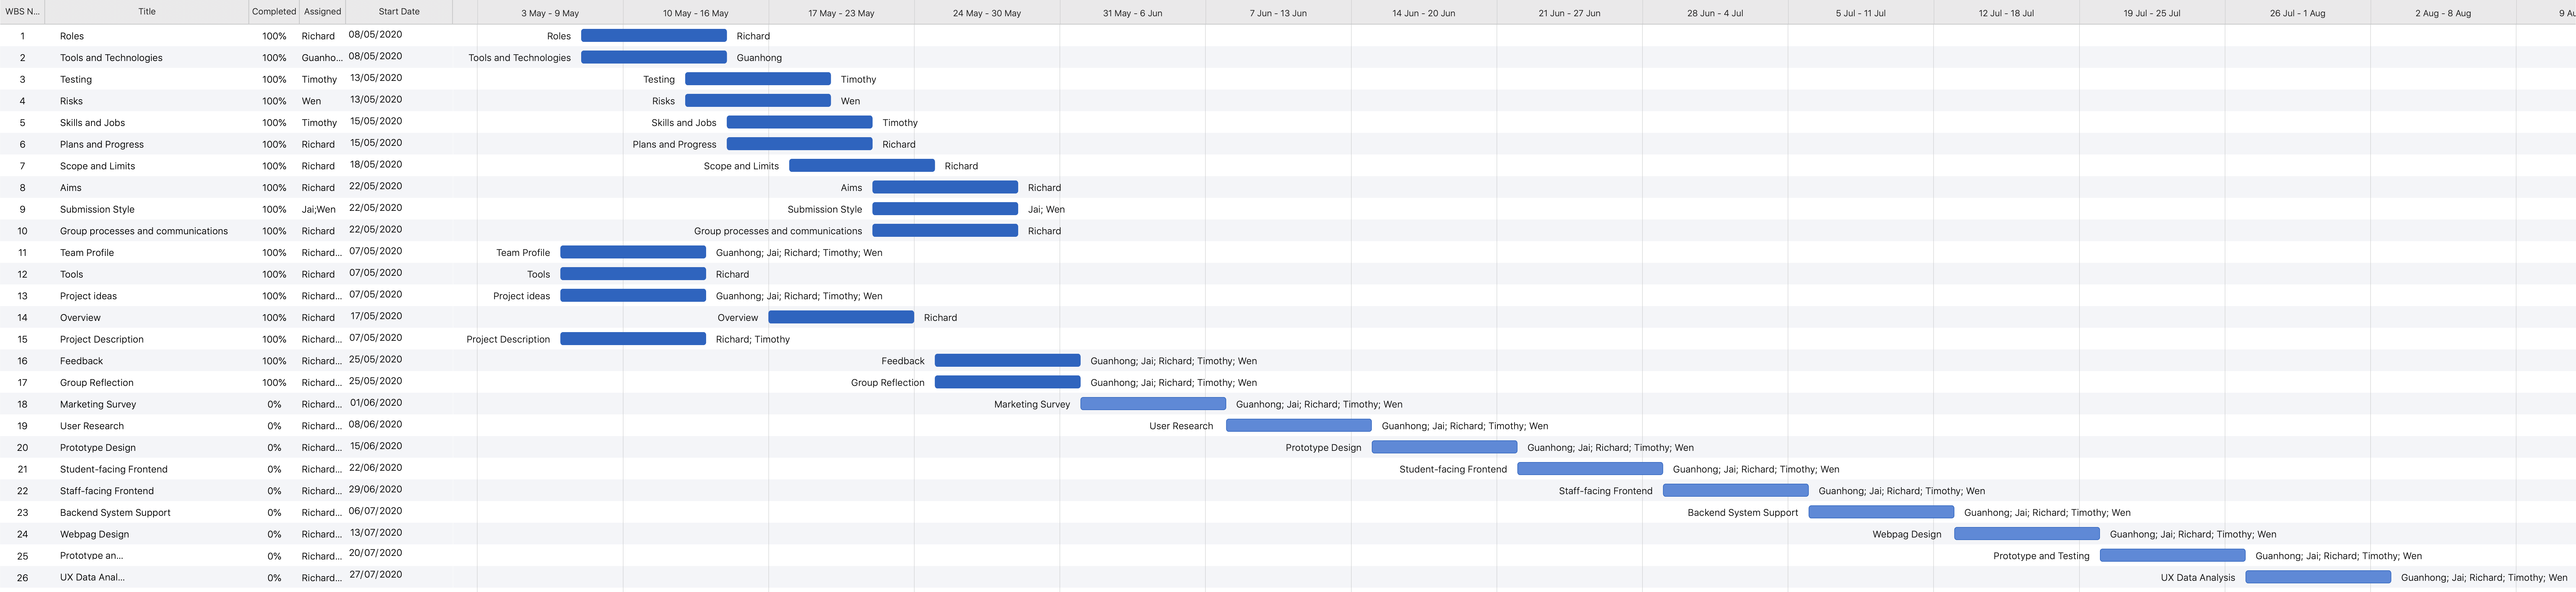 WBS N... Title Completed Assigned Start Date 3 May - 9 May 10 May - 16 May 17 May - 23 May 24 May - 30 May 31 May - 6 Jun 7 Jun - 13 Jun 14 Jun - 20 Jun 21 Jun - 27 Jun 28 Jun - 4 Jul 5 Jul - 11 Jul 12 Jul - 18 Jul 19 Jul - 25 Jul 26 Jul - 1 Aug 2 Aug - 8 Aug 9 Au
1 Roles 100% Richard 08/05/2020 Roles Richard
2 Tools and Technologies 100% Guanho... 08/05/2020 Tools and Technologies Guanhong
3 Testing 100% Timothy 13/05/2020 Testing Timothy
4 Risks 100% Wen 13/05/2020 Risks Wen
5 Skills and Jobs 100% Timothy 15/05/2020 Skills and Jobs Timothy
6 Plans and Progress 100% Richard 15/05/2020 Plans and Progress Richard
7 Scope and Limits 100% Richard 18/05/2020 Scope and Limits Richard
8 Aims 100% Richard 22/05/2020 Aims Richard
9 Submission Style 100% Jai;Wen 22/05/2020 Submission Style Jai; Wen
10 Group processes and communications 100% Richard 22/05/2020 Group processes and communications Richard
11 Team Profile 100% Richard... 07/05/2020 Team Profile Guanhong; Jai; Richard; Timothy; Wen
12 Tools 100% Richard 07/05/2020 Tools Richard
13 Project ideas 100% Richard... 07/05/2020 Project ideas Guanhong; Jai; Richard; Timothy; Wen
14 Overview 100% Richard 17/05/2020 Overview Richard
15 Project Description 100% Richard... 07/05/2020 Project Description Richard; Timothy
16 Feedback 100% Richard... 25/05/2020 Feedback Guanhong; Jai; Richard; Timothy; Wen
17 Group Reflection 100% Richard... 25/05/2020 Group Reflection Guanhong; Jai; Richard; Timothy; Wen
18 Marketing Survey 0% Richard... 01/06/2020 Marketing Survey Guanhong; Jai; Richard; Timothy; Wen
19 User Research 0% Richard... 08/06/2020 User Research Guanhong; Jai; Richard; Timothy; Wen
20 Prototype Design 0% Richard... 15/06/2020 Prototype Design Guanhong; Jai; Richard; Timothy; Wen
21 Student-facing Frontend 0% Richard... 22/06/2020 Student-facing Frontend Guanhong; Jai; Richard; Timothy; Wen
22 Staff-facing Frontend 0% Richard... 29/06/2020 Staff-facing Frontend Guanhong; Jai; Richard; Timothy; Wen
23 Backend System Support 0% Richard... 06/07/2020 Backend System Support Guanhong; Jai; Richard; Timothy; Wen
24 Webpag Design 0% Richard... 13/07/2020 Webpag Design Guanhong; Jai; Richard; Timothy; Wen
25 Prototype an... 0% Richard... 20/07/2020 Prototype and Testing Guanhong; Jai; Richard; Timothy; Wen
26 UX Data Anal... 0% Richard... 27/07/2020 UX Data Analysis Guanhong; Jai; Richard; Timothy; Wen